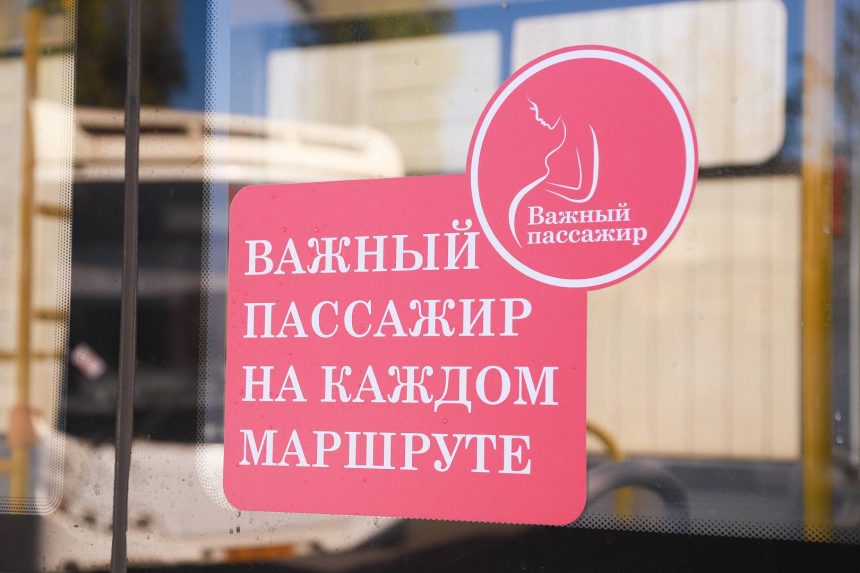 Важный
пассажир
ВАЖНЫЙ
ПАССАЖИР
НА КАЖДОМ
МАРШРУТЕ